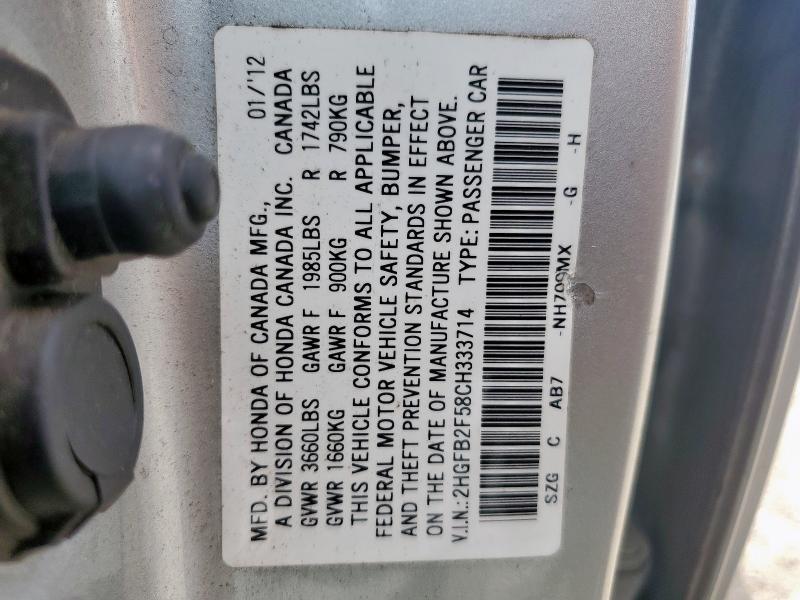 MFD. BY HONDA OF CANADA MFG., 01/'12
A DIVISION OF HONDA CANADA INC. CANADA
GVWR 3660LBS GAWR F 1985LBS R 1742LBS
GVWR 1660KG GAWR F 900KG R 790KG
THIS VEHICLE CONFORMS TO ALL APPLICABLE
FEDERAL MOTOR VEHICLE SAFETY, BUMPER,
AND THEFT PREVENTION STANDARDS IN EFFECT
ON THE DATE OF MANUFACTURE SHOWN ABOVE.
V.I.N.:2HGFB2F58CH333714 TYPE: PASSENGER CAR
SZG C AB7 -NH700MX -G -H